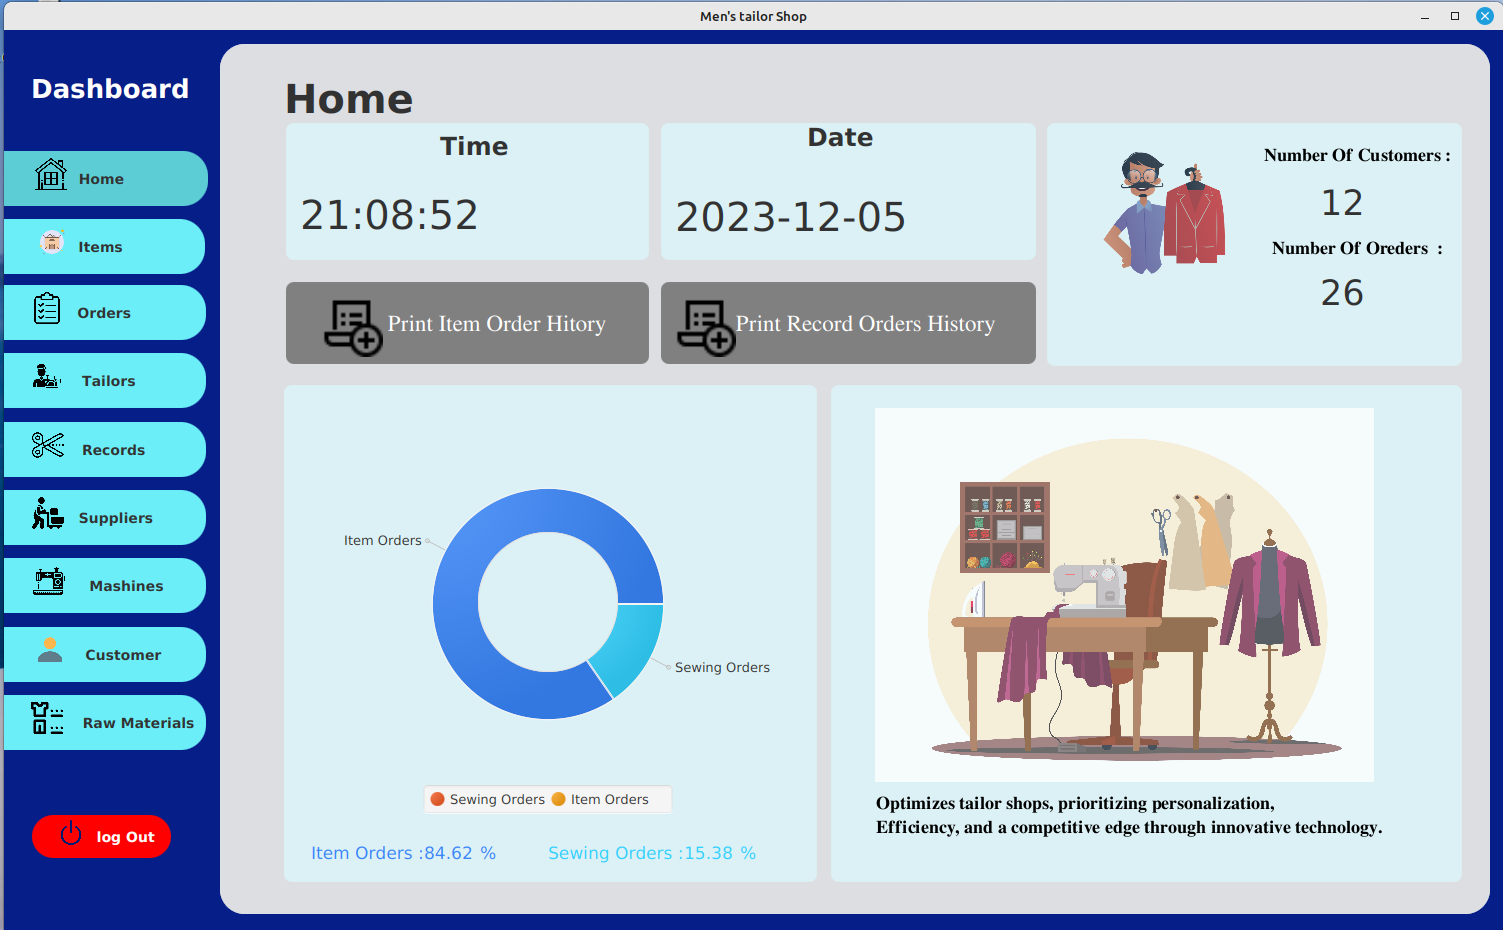 Men's tailor Shop
Dashboard
Home
Items
Orders
Tailors
Records
Suppliers
Mashines
Customer
Raw Materials
log Out
Home
Time
21:08:52
Date
2023-12-05
Number Of Customers :
12
Number Of Oreders :
26
Print Item Order Hitory
Print Record Orders History
Item Orders
Sewing Orders
Sewing Orders Item Orders
Item Orders :84.62 %
Sewing Orders :15.38 %
Optimizes tailor shops, prioritizing personalization,
Efficiency, and a competitive edge through innovative technology.